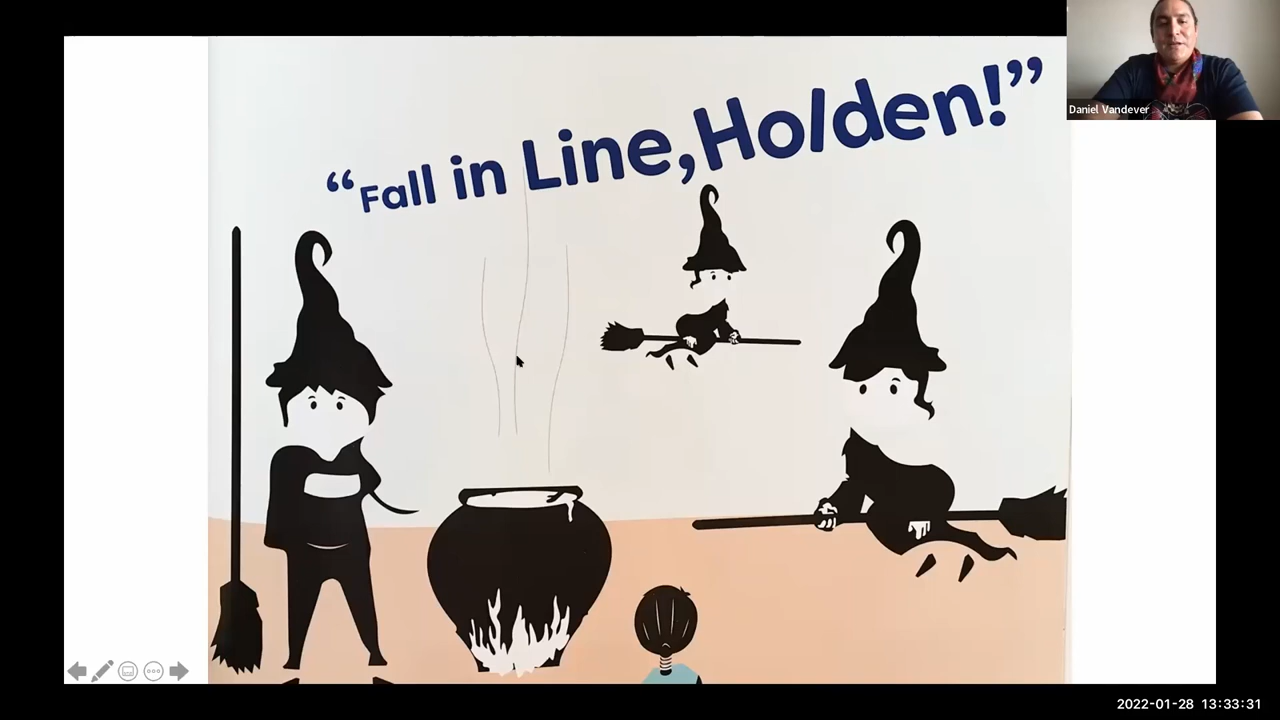 “Fall in Line, Holden!”
Daniel Vandever
2022-01-28 13:33:31